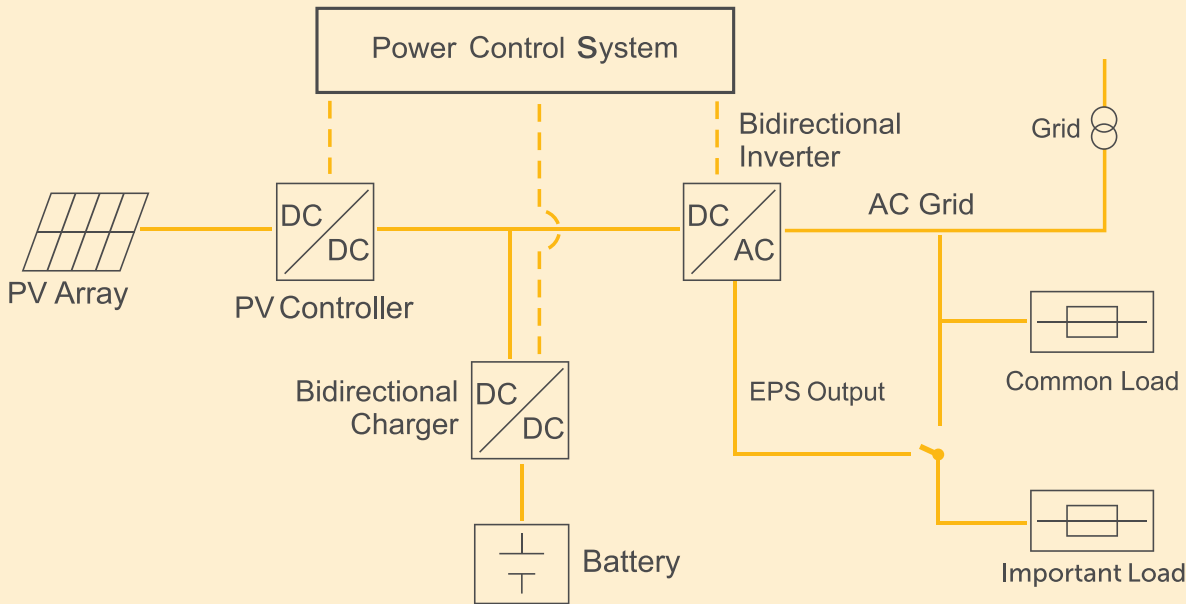 Power Control System
Bidirectional
Inverter
Grid
AC Grid
DC
DC
DC
AC
PV Array
PV Controller
Bidirectional
Charger
DC
DC
EPS Output
Common Load
Battery
Important Load